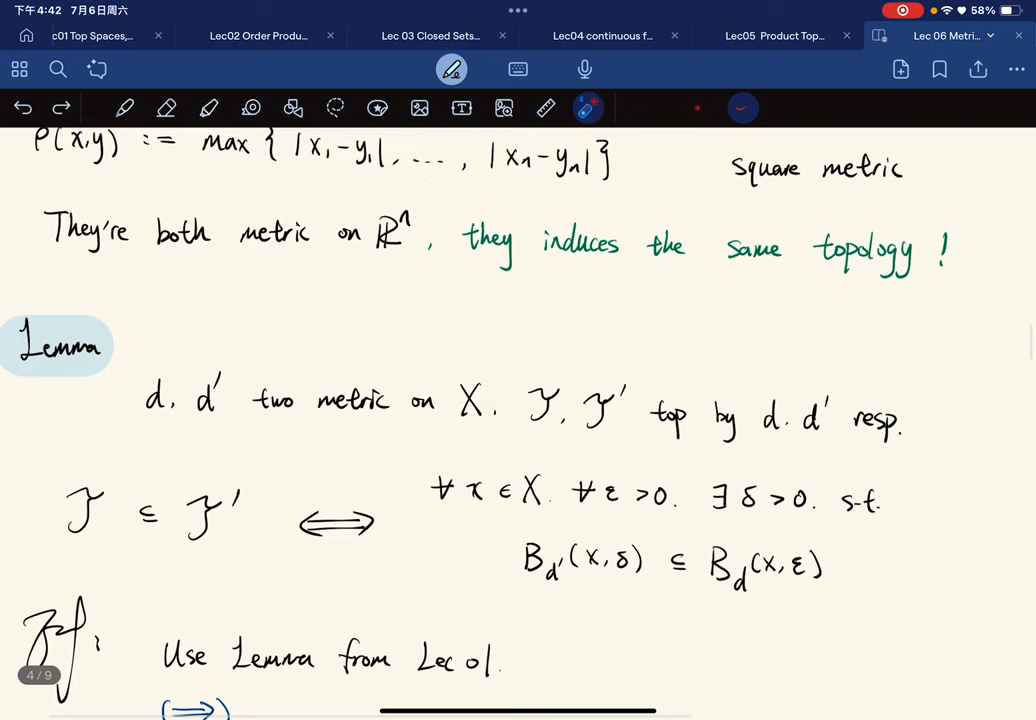 下午4:42 7月6日周六
58%
c01 Top Spaces,...
Lec02 Order Produ...
Lec 03 Closed Sets...
Lec04 continuous f...
Lec05 Product Top...
Lec 06 Metri...
ρ(x,y) := max { |x₁-y₁|, ...., |xₙ-yₙ| }
square metric
They're both metric on ℝⁿ, they induces the same topology !
Lemma
d, d' two metric on X. 𝒯, 𝒯' top by d, d' resp.
∀ x ∈ X. ∀ ε > 0. ∃ δ > 0. s.t.
𝒯 ⊆ 𝒯' ⟺
B_d'(x, δ) ⊆ B_d(x, ε)
Pf:
Use Lemma from Lec 01.
4/9
(⟹)